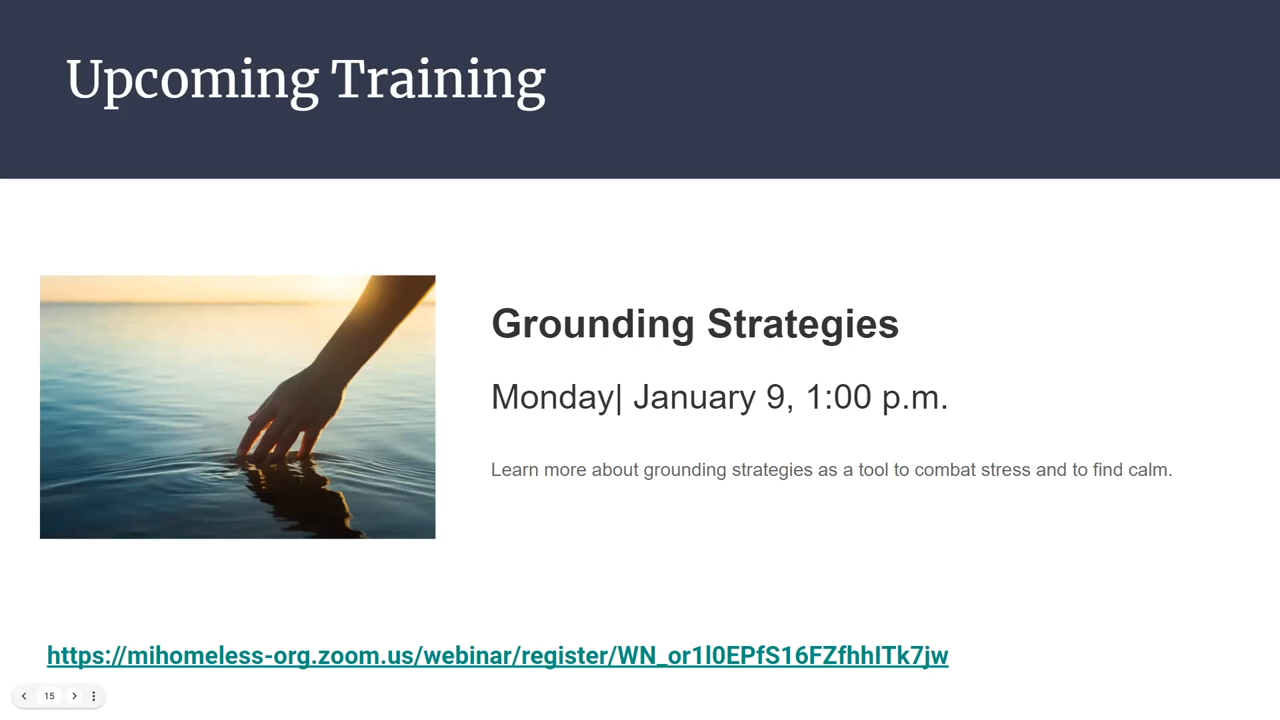 Upcoming Training
Grounding Strategies
Monday| January 9, 1:00 p.m.
Learn more about grounding strategies as a tool to combat stress and to find calm.
https://mihomeless-org.zoom.us/webinar/register/WN_or1l0EPfS16FZfhhITk7jw
15